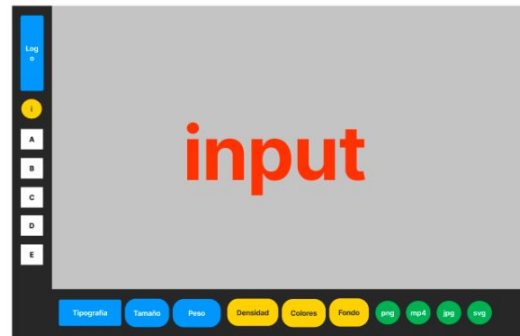 Log
o
i
A
B
C
D
E
input
Tipografía Tamaño Peso Densidad Colores Fondo png mp4 jpg svg